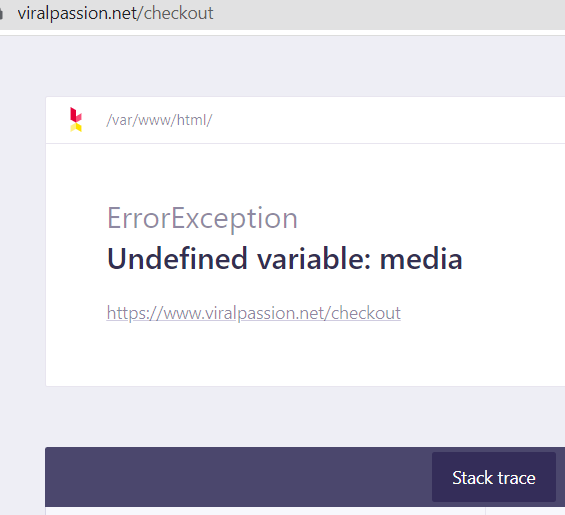 viralpassion.net/checkout
/var/www/html/
ErrorException
Undefined variable: media
https://www.viralpassion.net/checkout
Stack trace